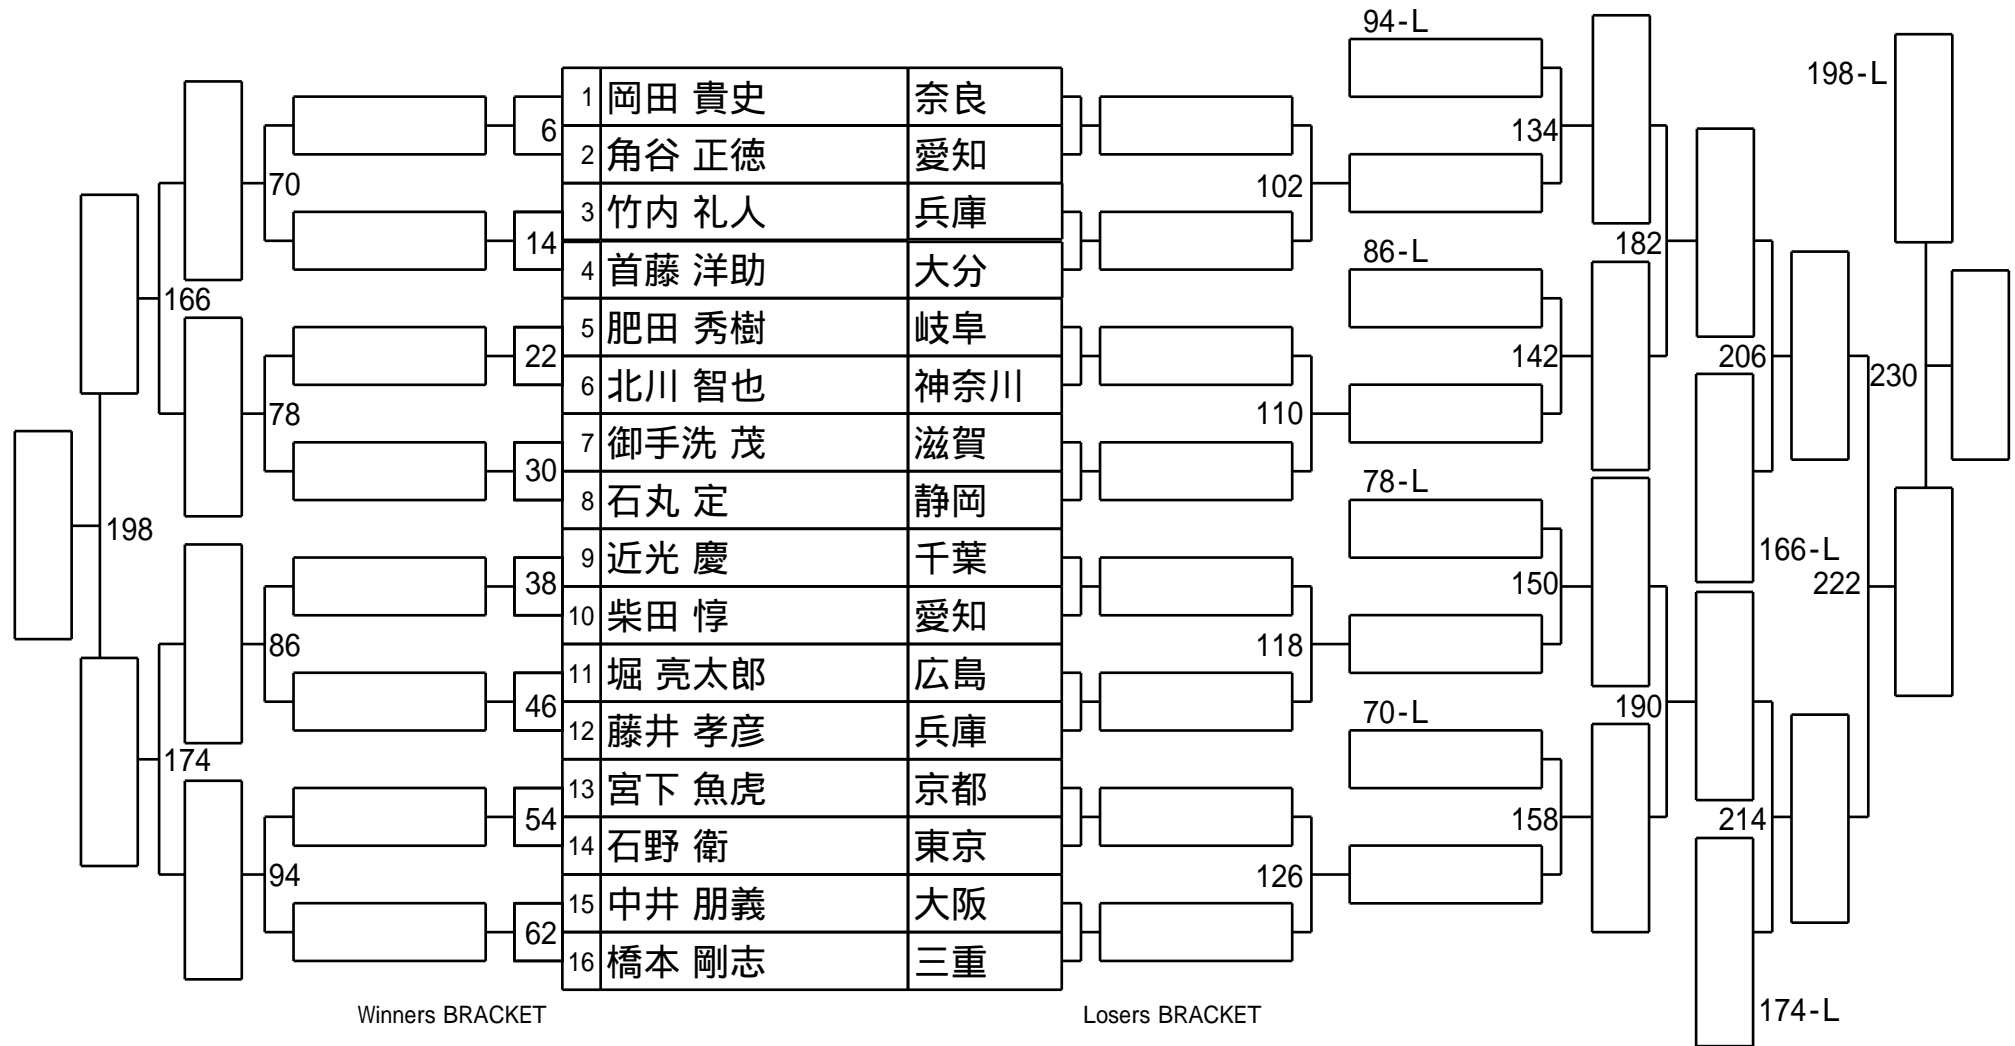 94-L
198-L
1 岡田 貴史 奈良
6
134
2 角谷 正徳 愛知
70
102
3 竹内 礼人 兵庫
14
182
4 首藤 洋助 大分
86-L
166
5 肥田 秀樹 岐阜
22
142
206
230
6 北川 智也 神奈川
78
110
7 御手洗 茂 滋賀
30
78-L
8 石丸 定 静岡
198
9 近光 慶 千葉
166-L
38
150
222
10 柴田 惇 愛知
86
118
11 堀 亮太郎 広島
46
190
70-L
12 藤井 孝彦 兵庫
174
13 宮下 魚虎 京都
54
158
214
14 石野 衛 東京
94
126
15 中井 朋義 大阪
62
16 橋本 剛志 三重
174-L
Winners BRACKET
Losers BRACKET